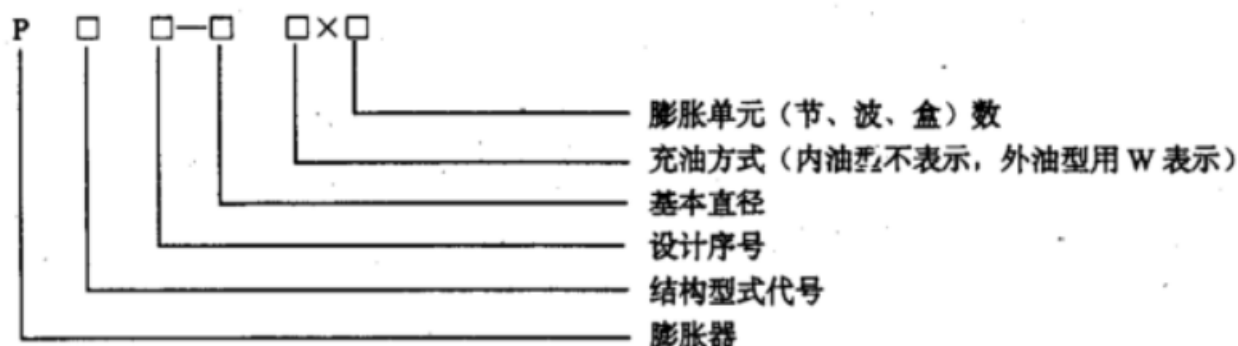 P □ □—□ □×□
膨胀单元（节、波、盒）数
充油方式（内油型不表示，外油型用 W 表示）
基本直径
设计序号
结构型式代号
膨胀器